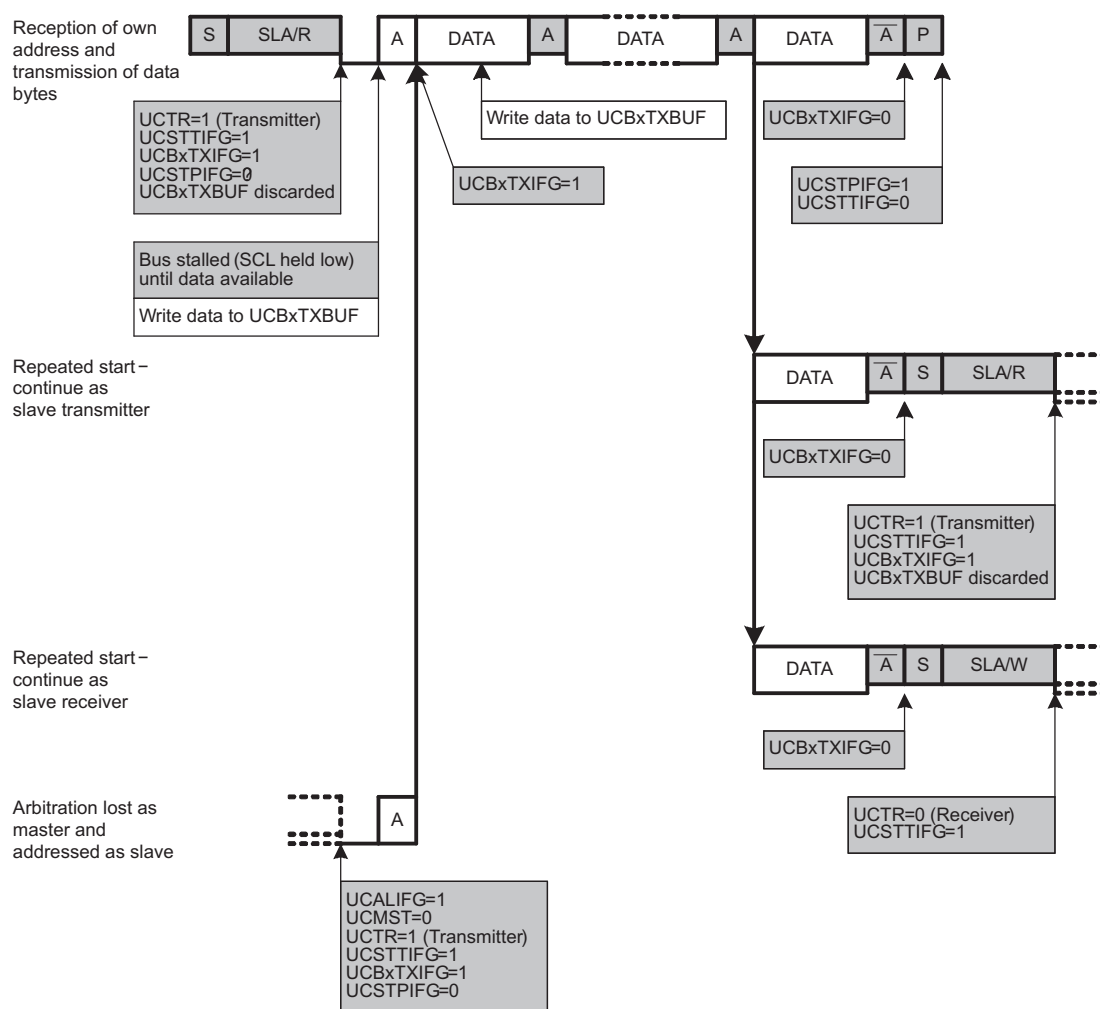 Reception of own
address and
transmission of data
bytes
S SLA/R A DATA A DATA A DATA A P
UCTR=1 (Transmitter)
UCSTTIFG=1
UCBxTXIFG=1
UCSTPIFG=0
UCBxTXBUF discarded
Write data to UCBxTXBUF
UCBxTXIFG=1
UCBxTXIFG=0
UCSTPIFG=1
UCSTTIFG=0
Bus stalled (SCL held low)
until data available
Write data to UCBxTXBUF
Repeated start−
continue as
slave transmitter
DATA A S SLA/R
UCBxTXIFG=0
UCTR=1 (Transmitter)
UCSTTIFG=1
UCBxTXIFG=1
UCBxTXBUF discarded
Repeated start−
continue as
slave receiver
DATA A S SLA/W
UCBxTXIFG=0
UCTR=0 (Receiver)
UCSTTIFG=1
Arbitration lost as
master and
addressed as slave
A
UCALIFG=1
UCMST=0
UCTR=1 (Transmitter)
UCSTTIFG=1
UCBxTXIFG=1
UCSTPIFG=0